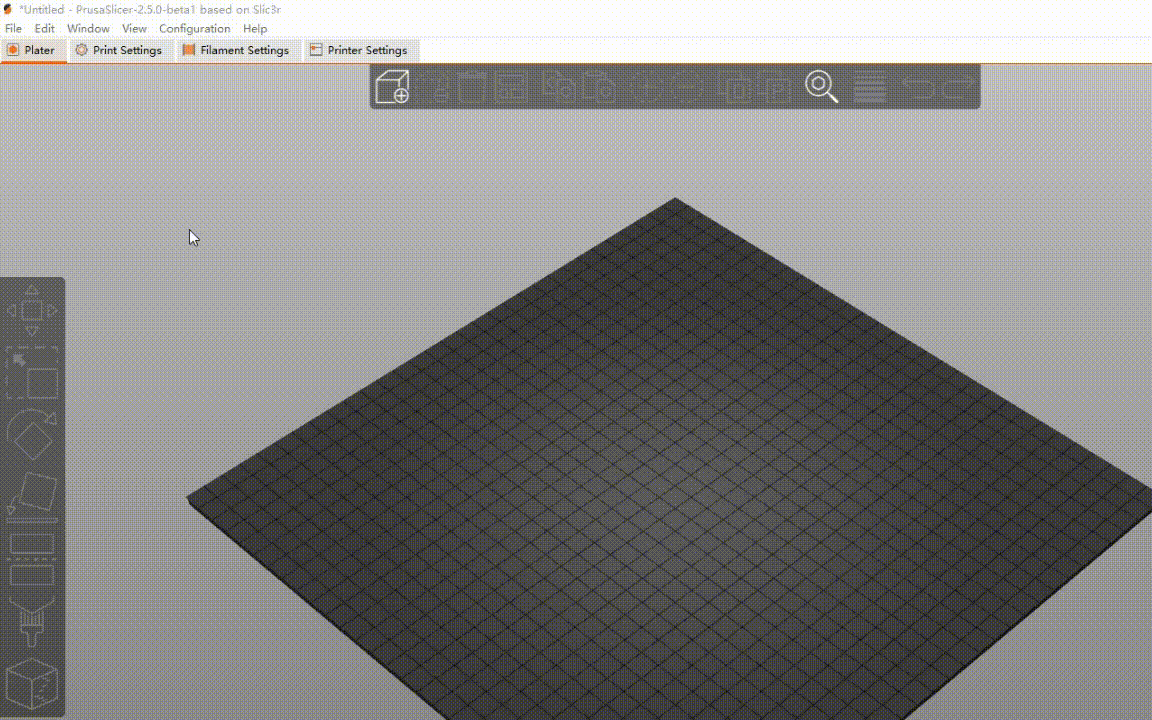 *Untitled - PrusaSlicer-2.5.0-beta1 based on Slic3r
File Edit Window View Configuration Help
Plater Print Settings Filament Settings Printer Settings